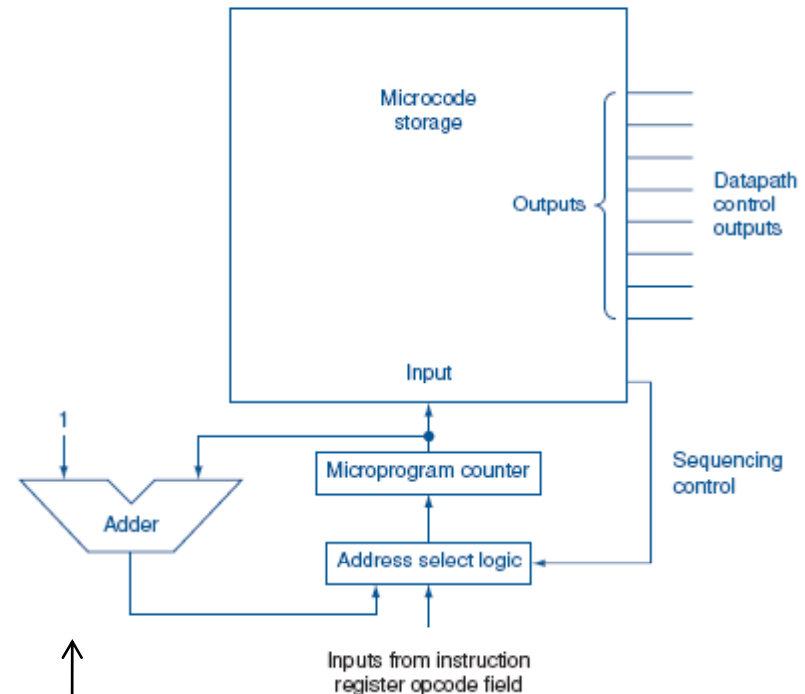 Microcode
storage
Outputs
Datapath
control
outputs
Input
1
Microprogram counter
Sequencing
control
Adder
Address select logic
Inputs from instruction
register opcode field